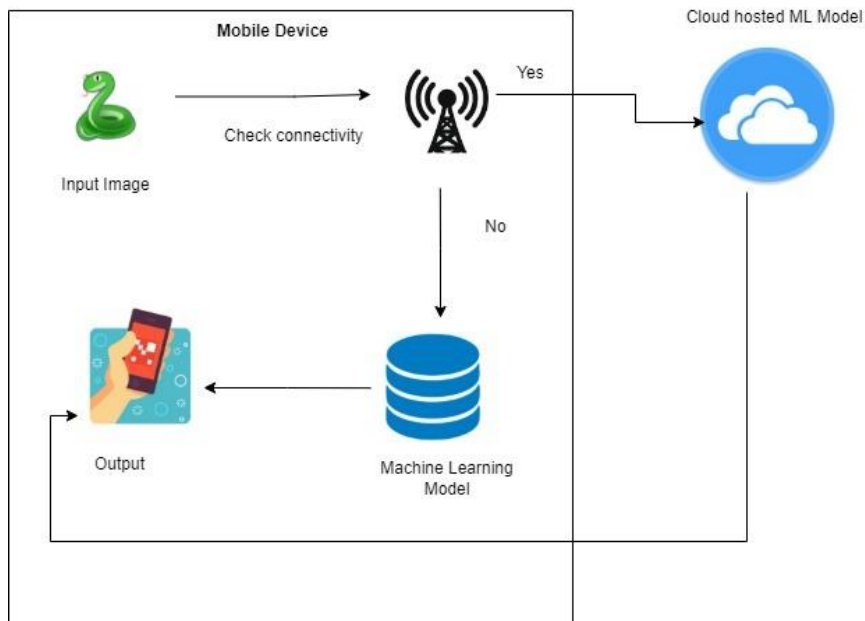 Cloud hosted ML Model
Mobile Device
Yes
Check connectivity
Input Image
No
Output
Machine Learning
Model